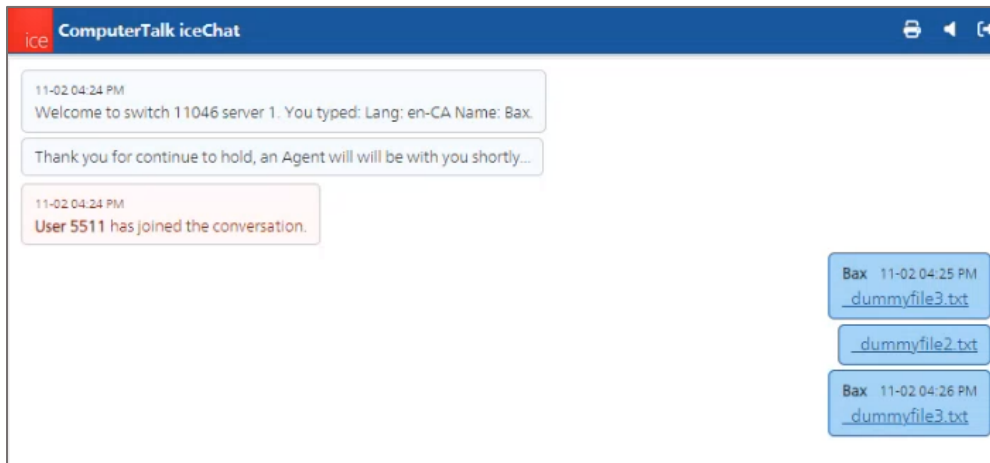 ice ComputerTalk iceChat
11-02 04:24 PM
Welcome to switch 11046 server 1. You typed: Lang: en-CA Name: Bax.
Thank you for continue to hold, an Agent will will be with you shortly...
11-02 04:24 PM
User 5511 has joined the conversation.
Bax 11-02 04:25 PM
_dummyfile3.txt
_dummyfile2.txt
Bax 11-02 04:26 PM
_dummyfile3.txt